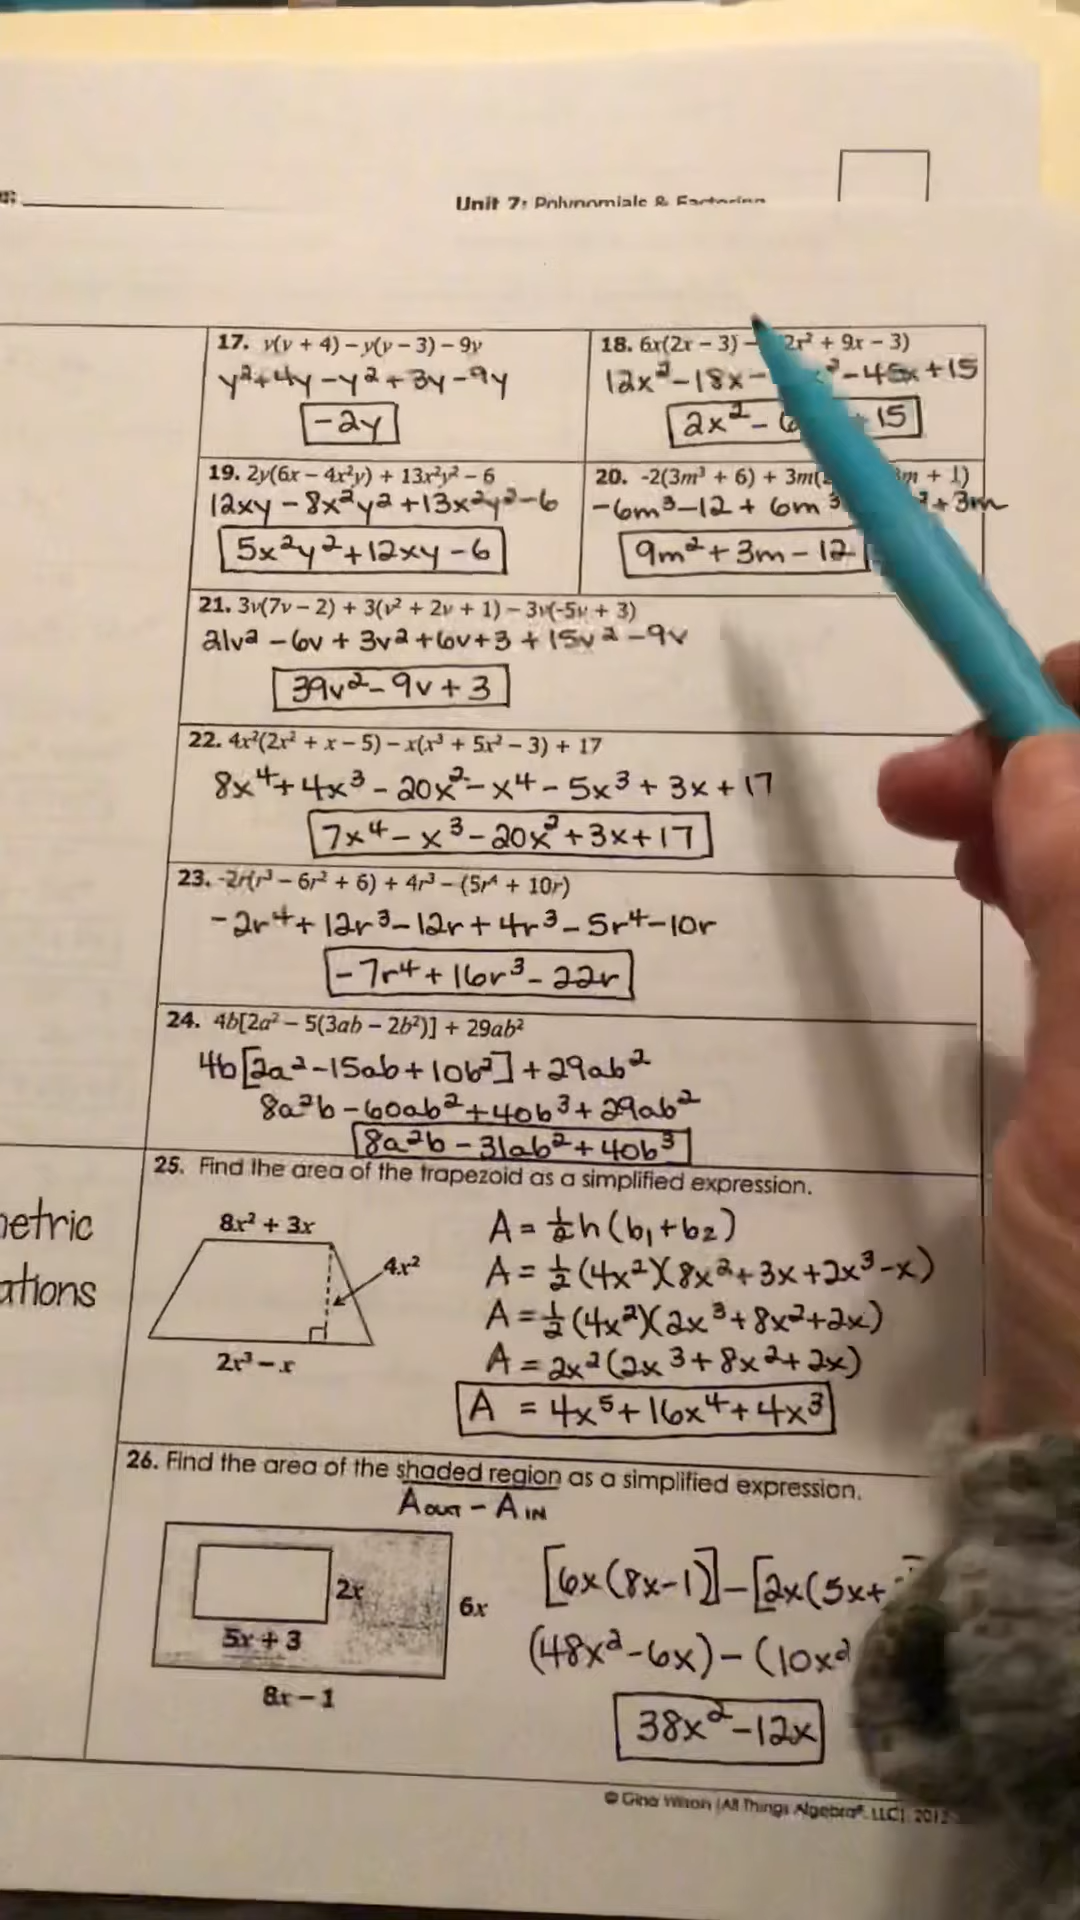 Unit 7: Polynomials & Factoring
17. y(y + 4) – y(y – 3) – 9y
y²+4y – y²+3y – 9y
-2y
18. 6x(2x – 3) – 2x² + 9x – 3)
12x² – 18x – x² – 45x + 15
2x² – 6 + 15
19. 2y(6x – 4x²y) + 13x²y² – 6
12xy – 8x²y² + 13x²y² – 6
5x²y² + 12xy – 6
20. -2(3m³ + 6) + 3m( m + 1)
-6m³ – 12 + 6m³ ² + 3m
9m² + 3m – 12
21. 3v(7v – 2) + 3(v² + 2v + 1) – 3v(-5v + 3)
21v² – 6v + 3v² + 6v + 3 + 15v² – 9v
39v² – 9v + 3
22. 4x²(2x² + x – 5) – x(x³ + 5x² – 3) + 17
8x⁴ + 4x³ – 20x² – x⁴ – 5x³ + 3x + 17
7x⁴ – x³ – 20x² + 3x + 17
23. -2r(r³ – 6r² + 6) + 4r³ – (5r⁴ + 10r)
-2r⁴ + 12r³ – 12r + 4r³ – 5r⁴ – 10r
-7r⁴ + 16r³ – 22r
24. 4b[2a² – 5(3ab – 2b²)] + 29ab²
4b[2a² – 15ab + 10b²] + 29ab²
8a²b – 60ab² + 40b³ + 29ab²
8a²b – 31ab² + 40b³
25. Find the area of the trapezoid as a simplified expression.
8x² + 3x
4x²
2x³ – x
A = ½h(b₁+b₂)
A = ½(4x²)(8x²+3x+2x³–x)
A = ½(4x²)(2x³+8x²+2x)
A = 2x²(2x³+8x²+2x)
A = 4x⁵+16x⁴+4x³
etric
ations
26. Find the area of the shaded region as a simplified expression.
A OUT – A IN
2x
6x
5x + 3
8x – 1
[6x(8x–1)] – [2x(5x+
(48x²–6x) – (10x²
38x² – 12x
© Gina Wilson (All Things Algebra®, LLC), 2012